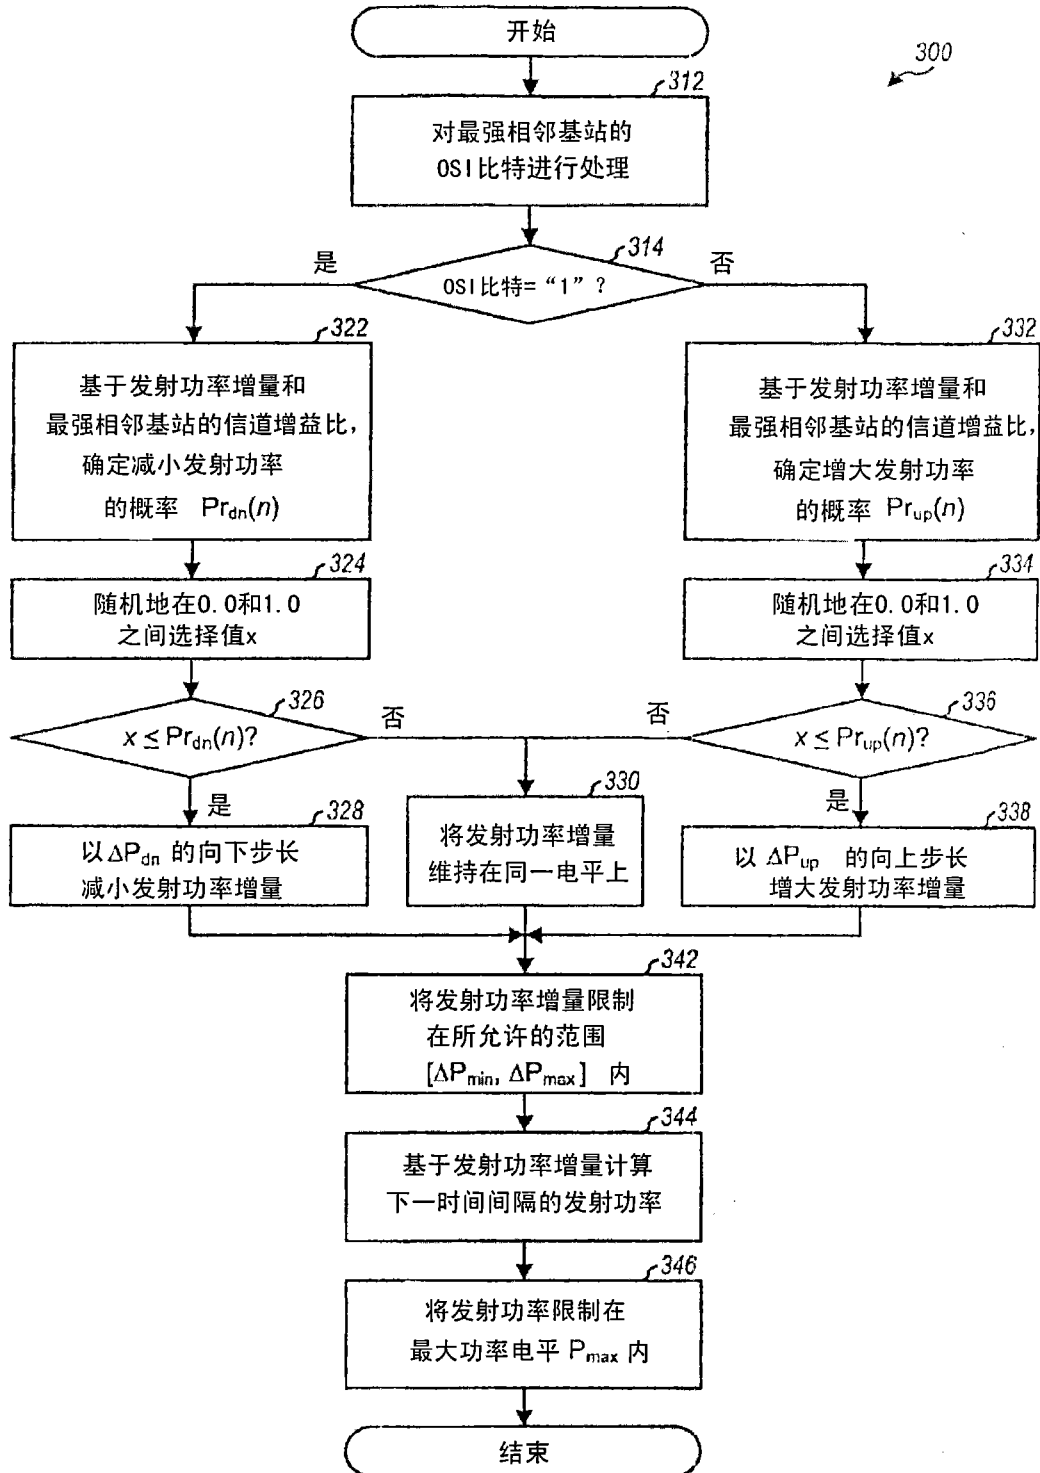 开始
300
312
对最强相邻基站的
OSI比特进行处理
314
是
否
OSI比特=“1”？
322
基于发射功率增量和
最强相邻基站的信道增益比，
确定减小发射功率
的概率 Pr_dn(n)
332
基于发射功率增量和
最强相邻基站的信道增益比，
确定增大发射功率
的概率 Pr_up(n)
324
随机地在0.0和1.0
之间选择值x
334
随机地在0.0和1.0
之间选择值x
326
x ≤ Pr_dn(n)?
否
是
336
x ≤ Pr_up(n)?
否
是
328
以 ΔP_dn 的向下步长
减小发射功率增量
330
将发射功率增量
维持在同一电平上
338
以 ΔP_up 的向上步长
增大发射功率增量
342
将发射功率增量限制
在所允许的范围
[ΔP_min, ΔP_max] 内
344
基于发射功率增量计算
下一时间间隔的发射功率
346
将发射功率限制在
最大功率电平 P_max 内
结束